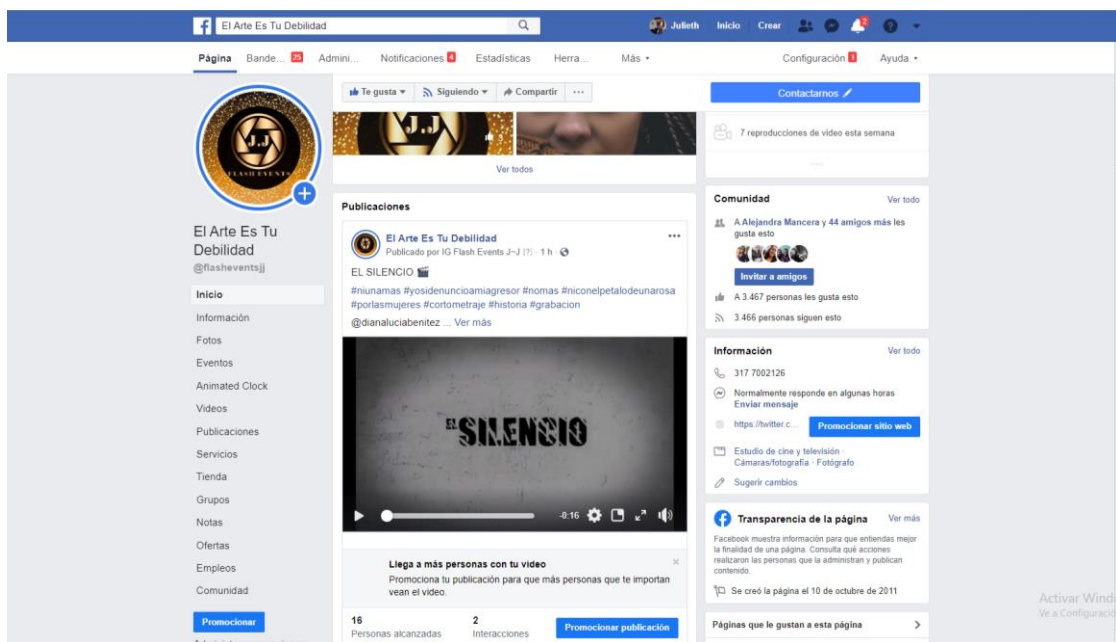 El Arte Es Tu Debilidad
Julieth Inicio Crear 2
Página Bande... 25 Admini... Notificaciones 4 Estadísticas Herra... Más Configuración 1 Ayuda
Te gusta Siguiendo Compartir ...
Contactarnos
J.J
FLASH EVENTS
El Arte Es Tu
Debilidad
@flasheventsjj
Inicio
Información
Fotos
Eventos
Animated Clock
Videos
Publicaciones
Servicios
Tienda
Grupos
Notas
Ofertas
Empleos
Comunidad
Promocionar
J.J
3
Ver todos
Publicaciones
El Arte Es Tu Debilidad
Publicado por IG Flash Events J~J [?] · 1 h ·
EL SILENCIO 🎬
#niunamas #yosidenuncioamiagresor #nomas #niconelpetalodeunarosa
#porlasmujeres #cortometraje #historia #grabacion
@dianaluciabenitez ... Ver más
EL SILENCIO
-0:16
Llega a más personas con tu video
Promociona tu publicación para que más personas que te importan
vean el video.
16 2
Personas alcanzadas Interacciones
Promocionar publicación
7 reproducciones de video esta semana
Comunidad Ver todo
A Alejandra Mancera y 44 amigos más les
gusta esto
Invitar a amigos
A 3.467 personas les gusta esto
3.466 personas siguen esto
Información Ver todo
317 7002126
Normalmente responde en algunas horas
Enviar mensaje
https://twitter.c... Promocionar sitio web
Estudio de cine y televisión ·
Cámaras/fotografía · Fotógrafo
Sugerir cambios
Transparencia de la página Ver más
Facebook muestra información para que entiendas mejor
la finalidad de una página. Consulta qué acciones
realizaron las personas que la administran y publican
contenido.
Se creó la página el 10 de octubre de 2011
Páginas que le gustan a esta página
Activar Wind
Ve a Configuració